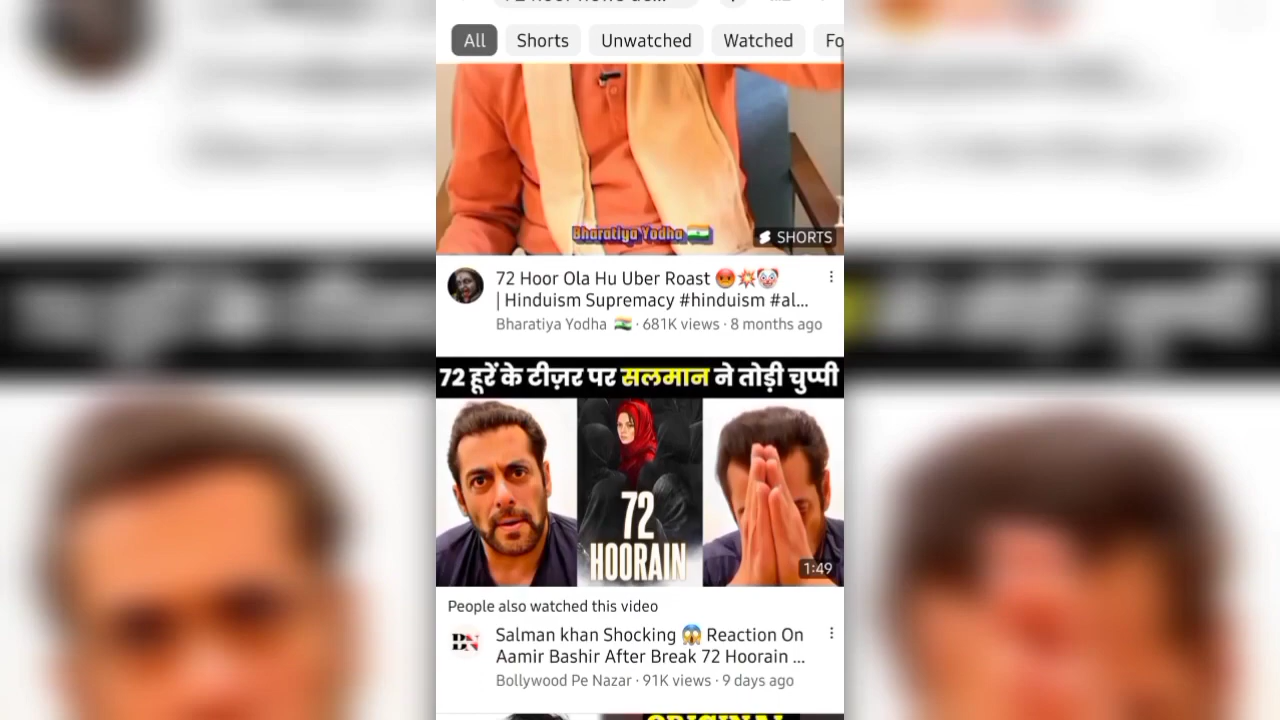 All Shorts Unwatched Watched Fo
Bharatiya Yodha
SHORTS
72 Hoor Ola Hu Uber Roast 😡💥🤡
| Hinduism Supremacy #hinduism #al...
Bharatiya Yodha 🇮🇳 · 681K views · 8 months ago
72 हूरें के टीज़र पर सलमान ने तोड़ी चुप्पी
72
HOORAIN
1:49
People also watched this video
BN
Salman khan Shocking 😱 Reaction On
Aamir Bashir After Break 72 Hoorain ...
Bollywood Pe Nazar · 91K views · 9 days ago